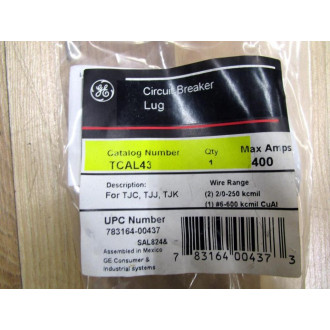 GE
Circuit Breaker
Lug
Catalog Number Qty Max Amps
TCAL43 1 400
Description: Wire Range
For TJC, TJJ, TJK (2) 2/0-250 kcmil
(1) #6-600 kcmil CuAl
UPC Number
783164-00437
SAL824&
Assembled in Mexico
GE Consumer &
Industrial systems
7 83164 00437 3